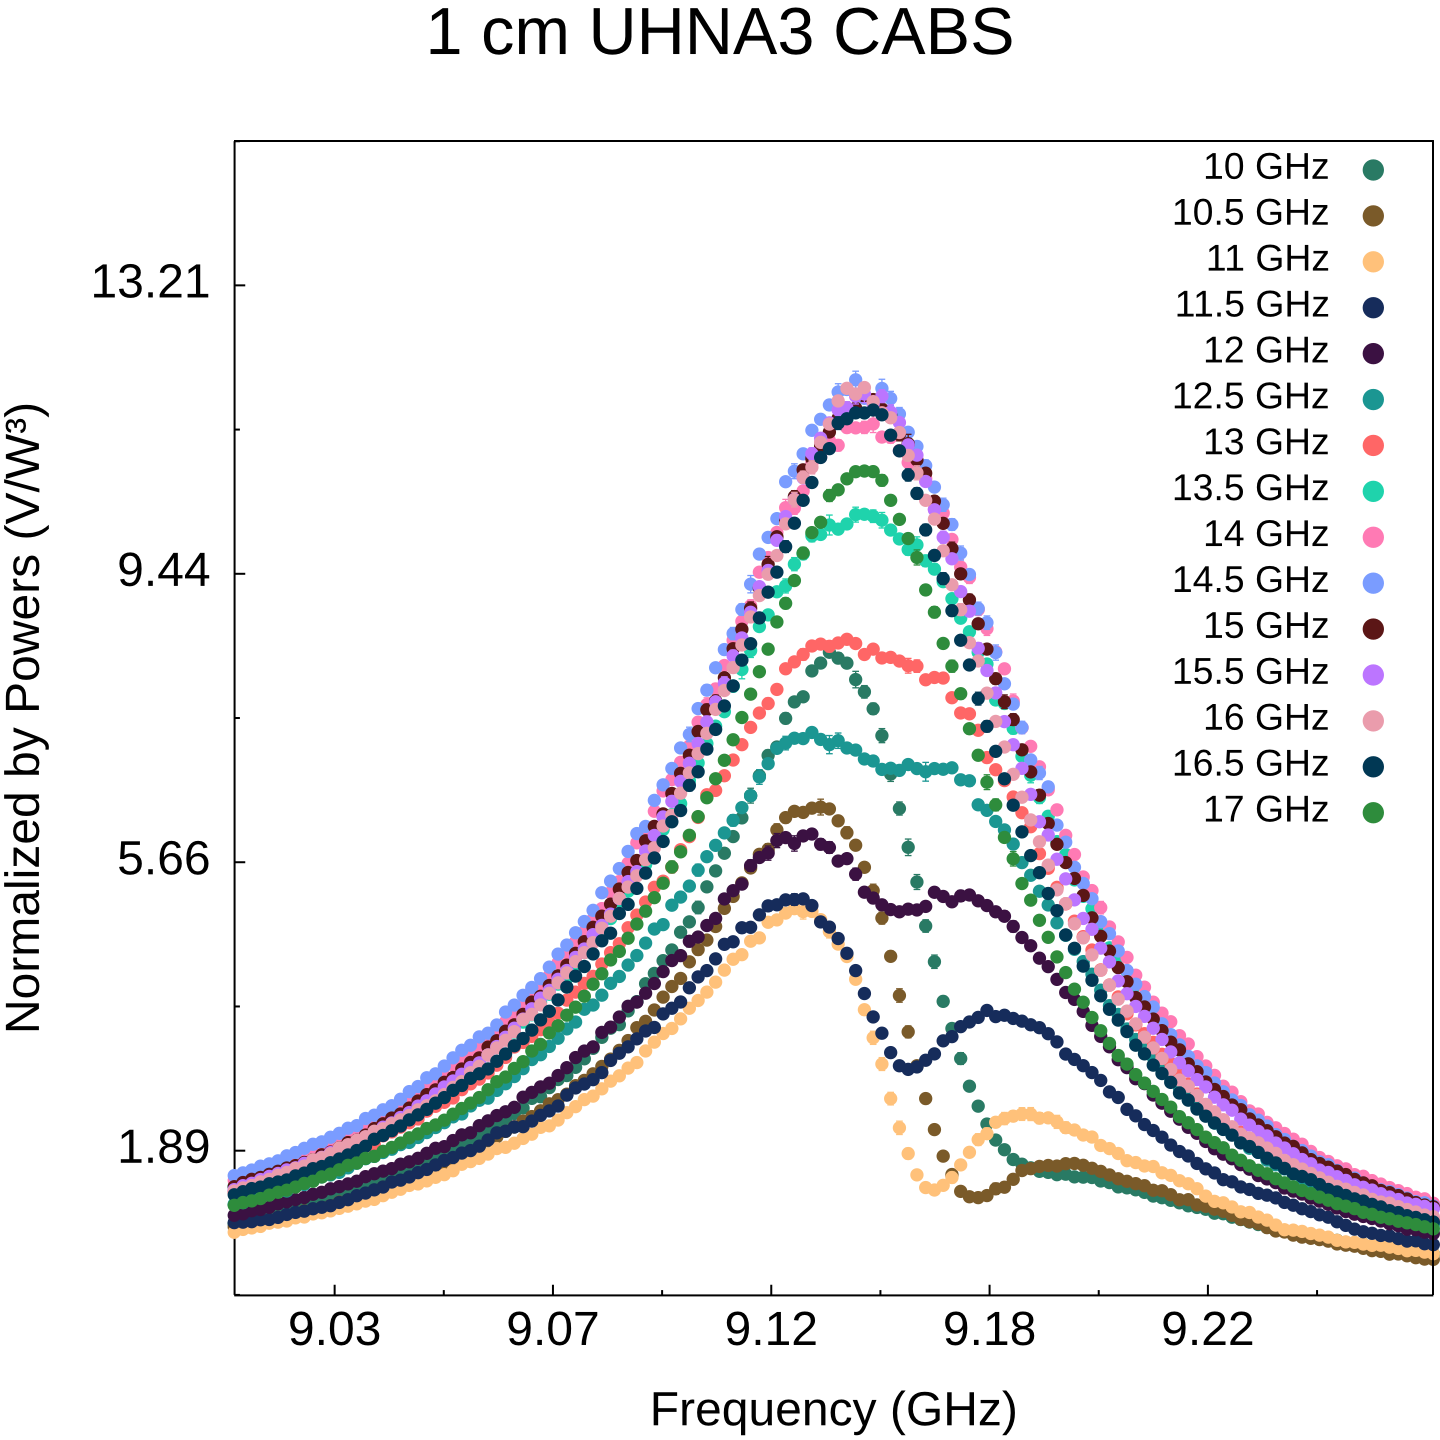 1 cm UHNA3 CABS
Normalized by Powers (V/W³)
13.21
9.44
5.66
1.89
10 GHz
10.5 GHz
11 GHz
11.5 GHz
12 GHz
12.5 GHz
13 GHz
13.5 GHz
14 GHz
14.5 GHz
15 GHz
15.5 GHz
16 GHz
16.5 GHz
17 GHz
9.03 9.07 9.12 9.18 9.22
Frequency (GHz)